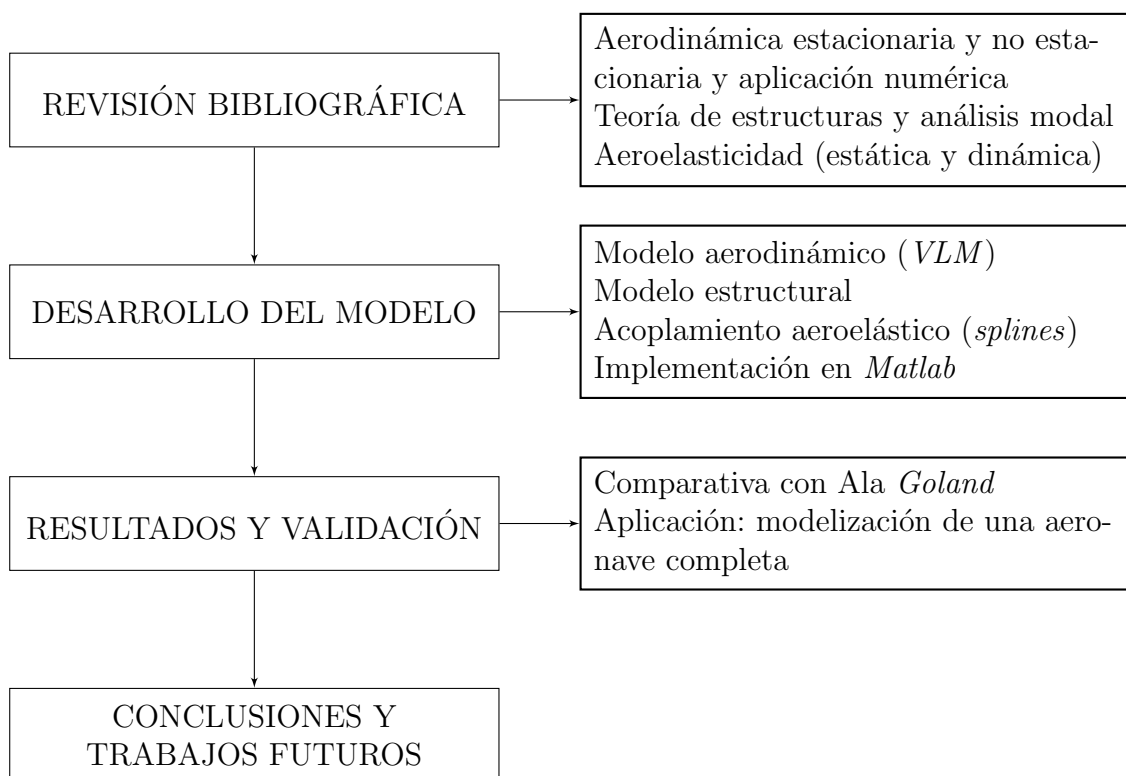 REVISIÓN BIBLIOGRÁFICA
Aerodinámica estacionaria y no esta-
cionaria y aplicación numérica
Teoría de estructuras y análisis modal
Aeroelasticidad (estática y dinámica)
DESARROLLO DEL MODELO
Modelo aerodinámico (VLM)
Modelo estructural
Acoplamiento aeroelástico (splines)
Implementación en Matlab
RESULTADOS Y VALIDACIÓN
Comparativa con Ala Goland
Aplicación: modelización de una aero-
nave completa
CONCLUSIONES Y
TRABAJOS FUTUROS